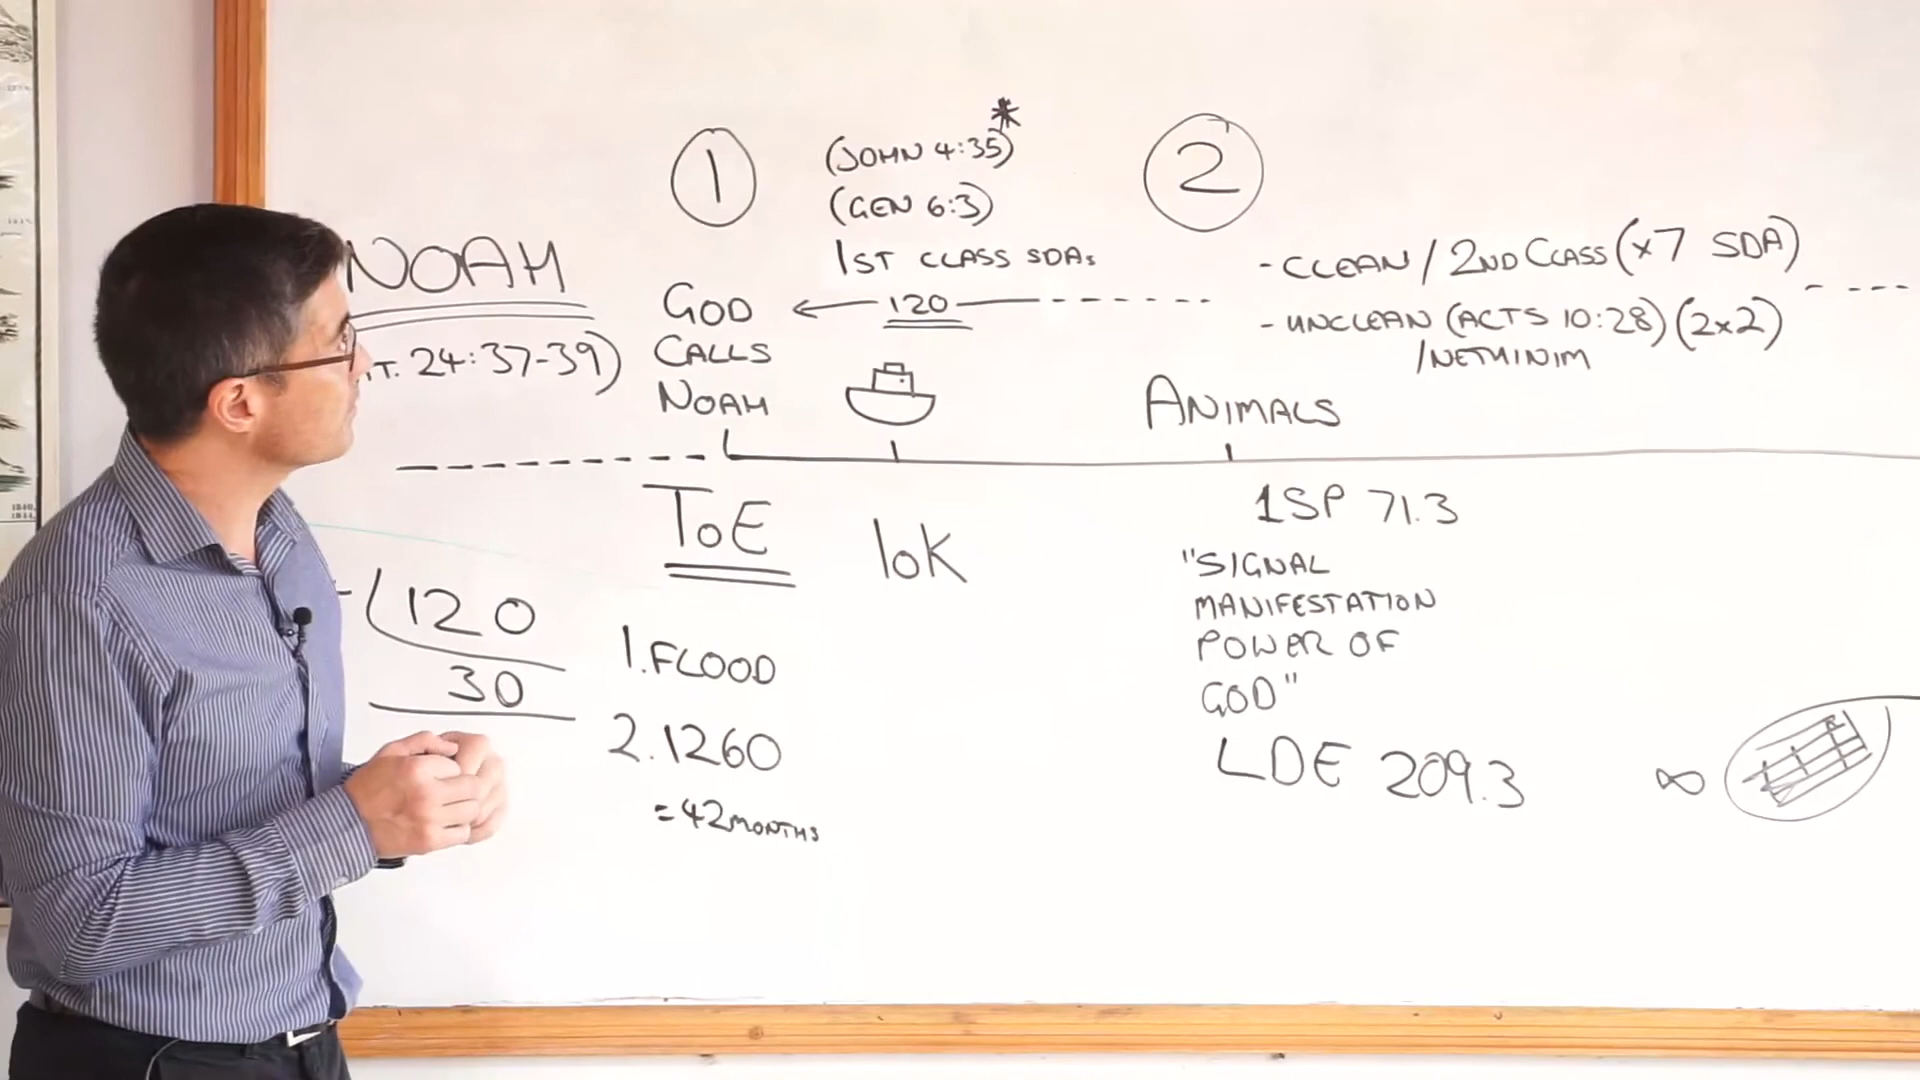 NOAH
T. 24:37-39)
1
(JOHN 4:35)*
(GEN 6:3)
1ST CLASS SDAs
GOD
CALLS
NOAH
120
2
- CLEAN / 2ND CLASS (x7 SDA)
- UNCLEAN (ACTS 10:28) (2x2)
/NETHINIM
ANIMALS
120
30
ToE
1. FLOOD
2. 1260
= 42 MONTHS
10K
1SP 71.3
"SIGNAL
MANIFESTATION
POWER OF
GOD"
LDE 209.3
∞